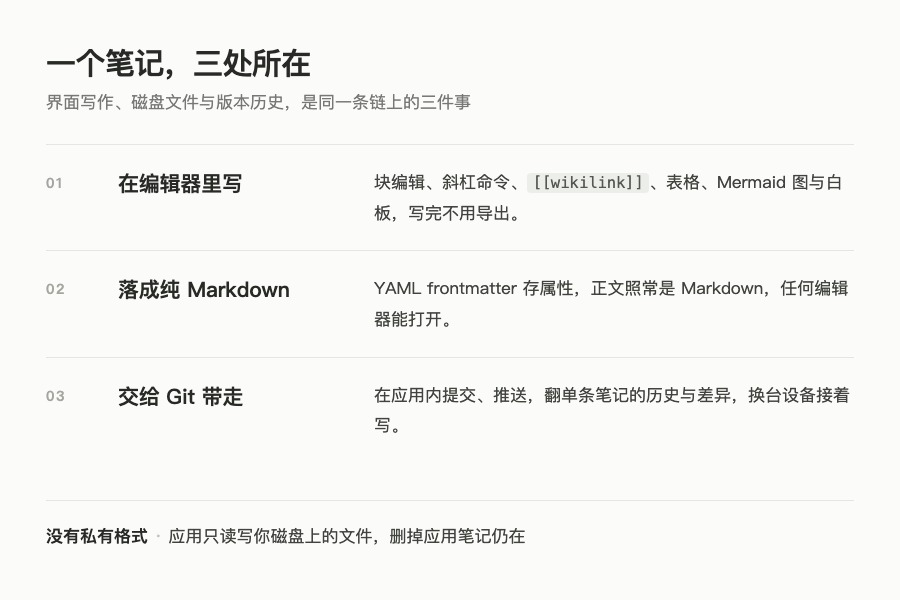 一个笔记，三处所在
界面写作、磁盘文件与版本历史，是同一条链上的三件事
01
在编辑器里写
块编辑、斜杠命令、[[wikilink]]、表格、Mermaid 图与白
板，写完不用导出。
02
落成纯 Markdown
YAML frontmatter 存属性，正文照常是 Markdown，任何编辑
器能打开。
03
交给 Git 带走
在应用内提交、推送，翻单条笔记的历史与差异，换台设备接着
写。
没有私有格式 · 应用只读写你磁盘上的文件，删掉应用笔记仍在